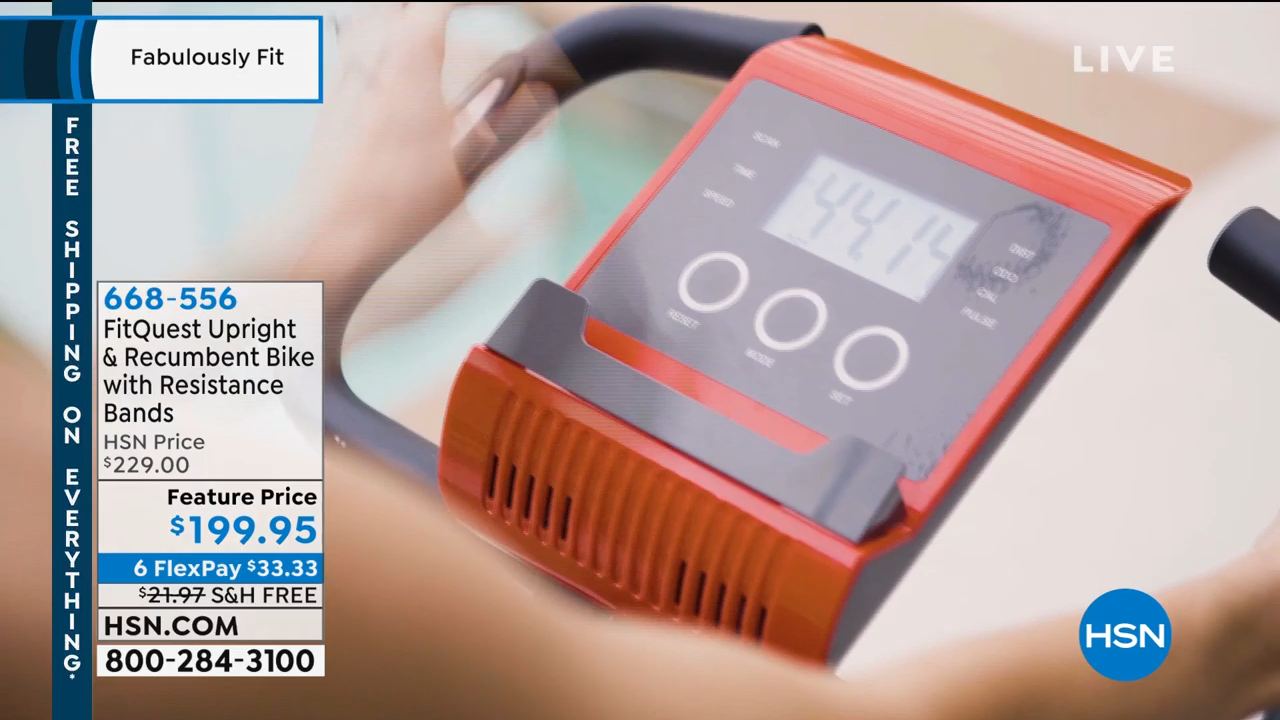 Fabulously Fit
LIVE
FREE SHIPPING ON EVERYTHING*
668-556
FitQuest Upright
& Recumbent Bike
with Resistance
Bands
HSN Price
$229.00
Feature Price
$199.95
6 FlexPay $33.33
$21.97 S&H FREE
HSN.COM
800-284-3100
SCAN
TIME
SPEED
DIST
ODO
CAL
PULSE
RESET
MODE
SET
HSN